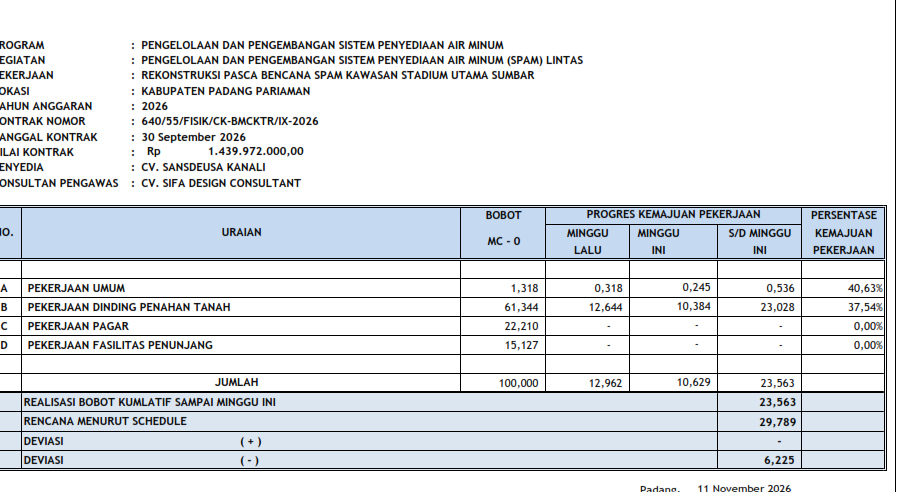 ROGRAM : PENGELOLAAN DAN PENGEMBANGAN SISTEM PENYEDIAAN AIR MINUM
EGIATAN : PENGELOLAAN DAN PENGEMBANGAN SISTEM PENYEDIAAN AIR MINUM (SPAM) LINTAS
EKERJAAN : REKONSTRUKSI PASCA BENCANA SPAM KAWASAN STADIUM UTAMA SUMBAR
OKASI : KABUPATEN PADANG PARIAMAN
AHUN ANGGARAN : 2026
ONTRAK NOMOR : 640/55/FISIK/CK-BMCKTR/IX-2026
ANGGAL KONTRAK : 30 September 2026
ILAI KONTRAK : Rp 1.439.972.000,00
ENYEDIA : CV. SANSDEUSA KANALI
ONSULTAN PENGAWAS : CV. SIFA DESIGN CONSULTANT
NO. URAIAN BOBOT MC - 0 PROGRES KEMAJUAN PEKERJAAN PERSENTASE KEMAJUAN PEKERJAAN
MINGGU LALU MINGGU INI S/D MINGGU INI
A PEKERJAAN UMUM 1,318 0,318 0,245 0,536 40,63%
B PEKERJAAN DINDING PENAHAN TANAH 61,344 12,644 10,384 23,028 37,54%
C PEKERJAAN PAGAR 22,210 - - - 0,00%
D PEKERJAAN FASILITAS PENUNJANG 15,127 - - - 0,00%
JUMLAH 100,000 12,962 10,629 23,563
REALISASI BOBOT KUMLATIF SAMPAI MINGGU INI 23,563
RENCANA MENURUT SCHEDULE 29,789
DEVIASI ( + ) -
DEVIASI ( - ) 6,225
Padang, 11 November 2026